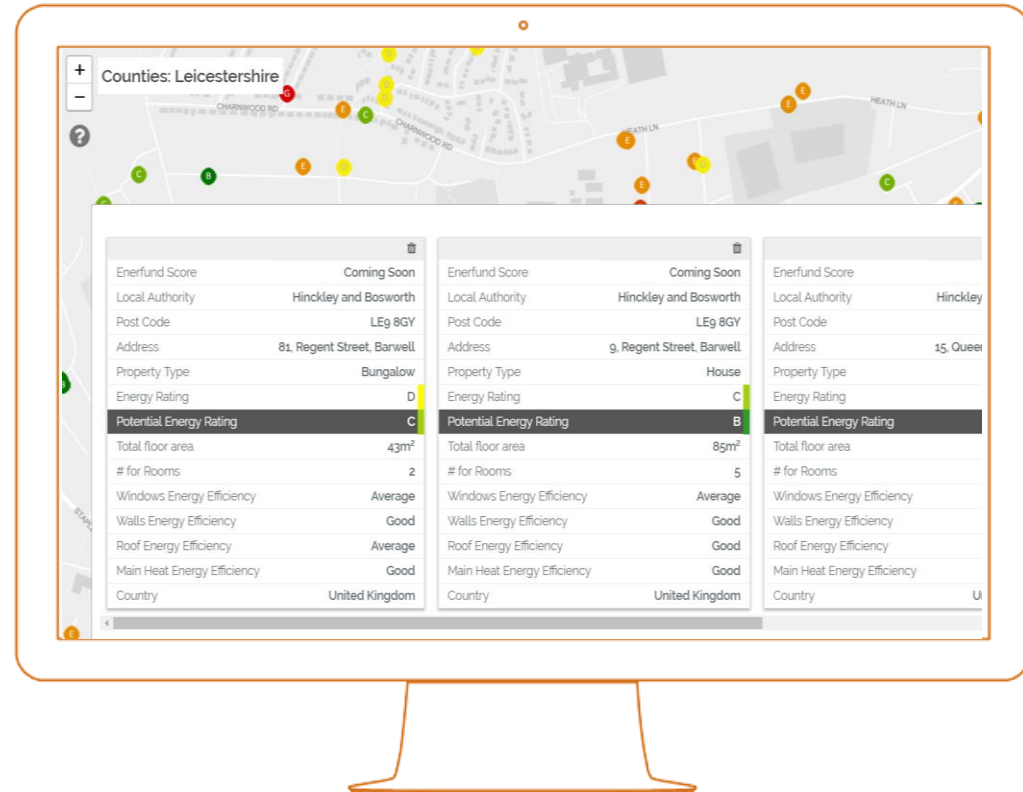 +
Counties: Leicestershire
−
?
D
D
D
G
CHARNWOOD RD
E
C
CHARNWOOD RD
E
E
HEATH LN
HEATH LN
E
E
E
D
C
B
E
D
E
C
Enerfund Score Coming Soon
Local Authority Hinckley and Bosworth
Post Code LE9 8GY
Address 81, Regent Street, Barwell
Property Type Bungalow
Energy Rating D
Potential Energy Rating C
Total floor area 43m²
# for Rooms 2
Windows Energy Efficiency Average
Walls Energy Efficiency Good
Roof Energy Efficiency Average
Main Heat Energy Efficiency Good
Country United Kingdom
Enerfund Score Coming Soon
Local Authority Hinckley and Bosworth
Post Code LE9 8GY
Address 9, Regent Street, Barwell
Property Type House
Energy Rating C
Potential Energy Rating B
Total floor area 85m²
# for Rooms 5
Windows Energy Efficiency Average
Walls Energy Efficiency Good
Roof Energy Efficiency Good
Main Heat Energy Efficiency Good
Country United Kingdom
Enerfund Score
Local Authority Hinckley
Post Code
Address 15, Queen
Property Type
Energy Rating
Potential Energy Rating
Total floor area
# for Rooms
Windows Energy Efficiency
Walls Energy Efficiency
Roof Energy Efficiency
Main Heat Energy Efficiency
Country U
B
E